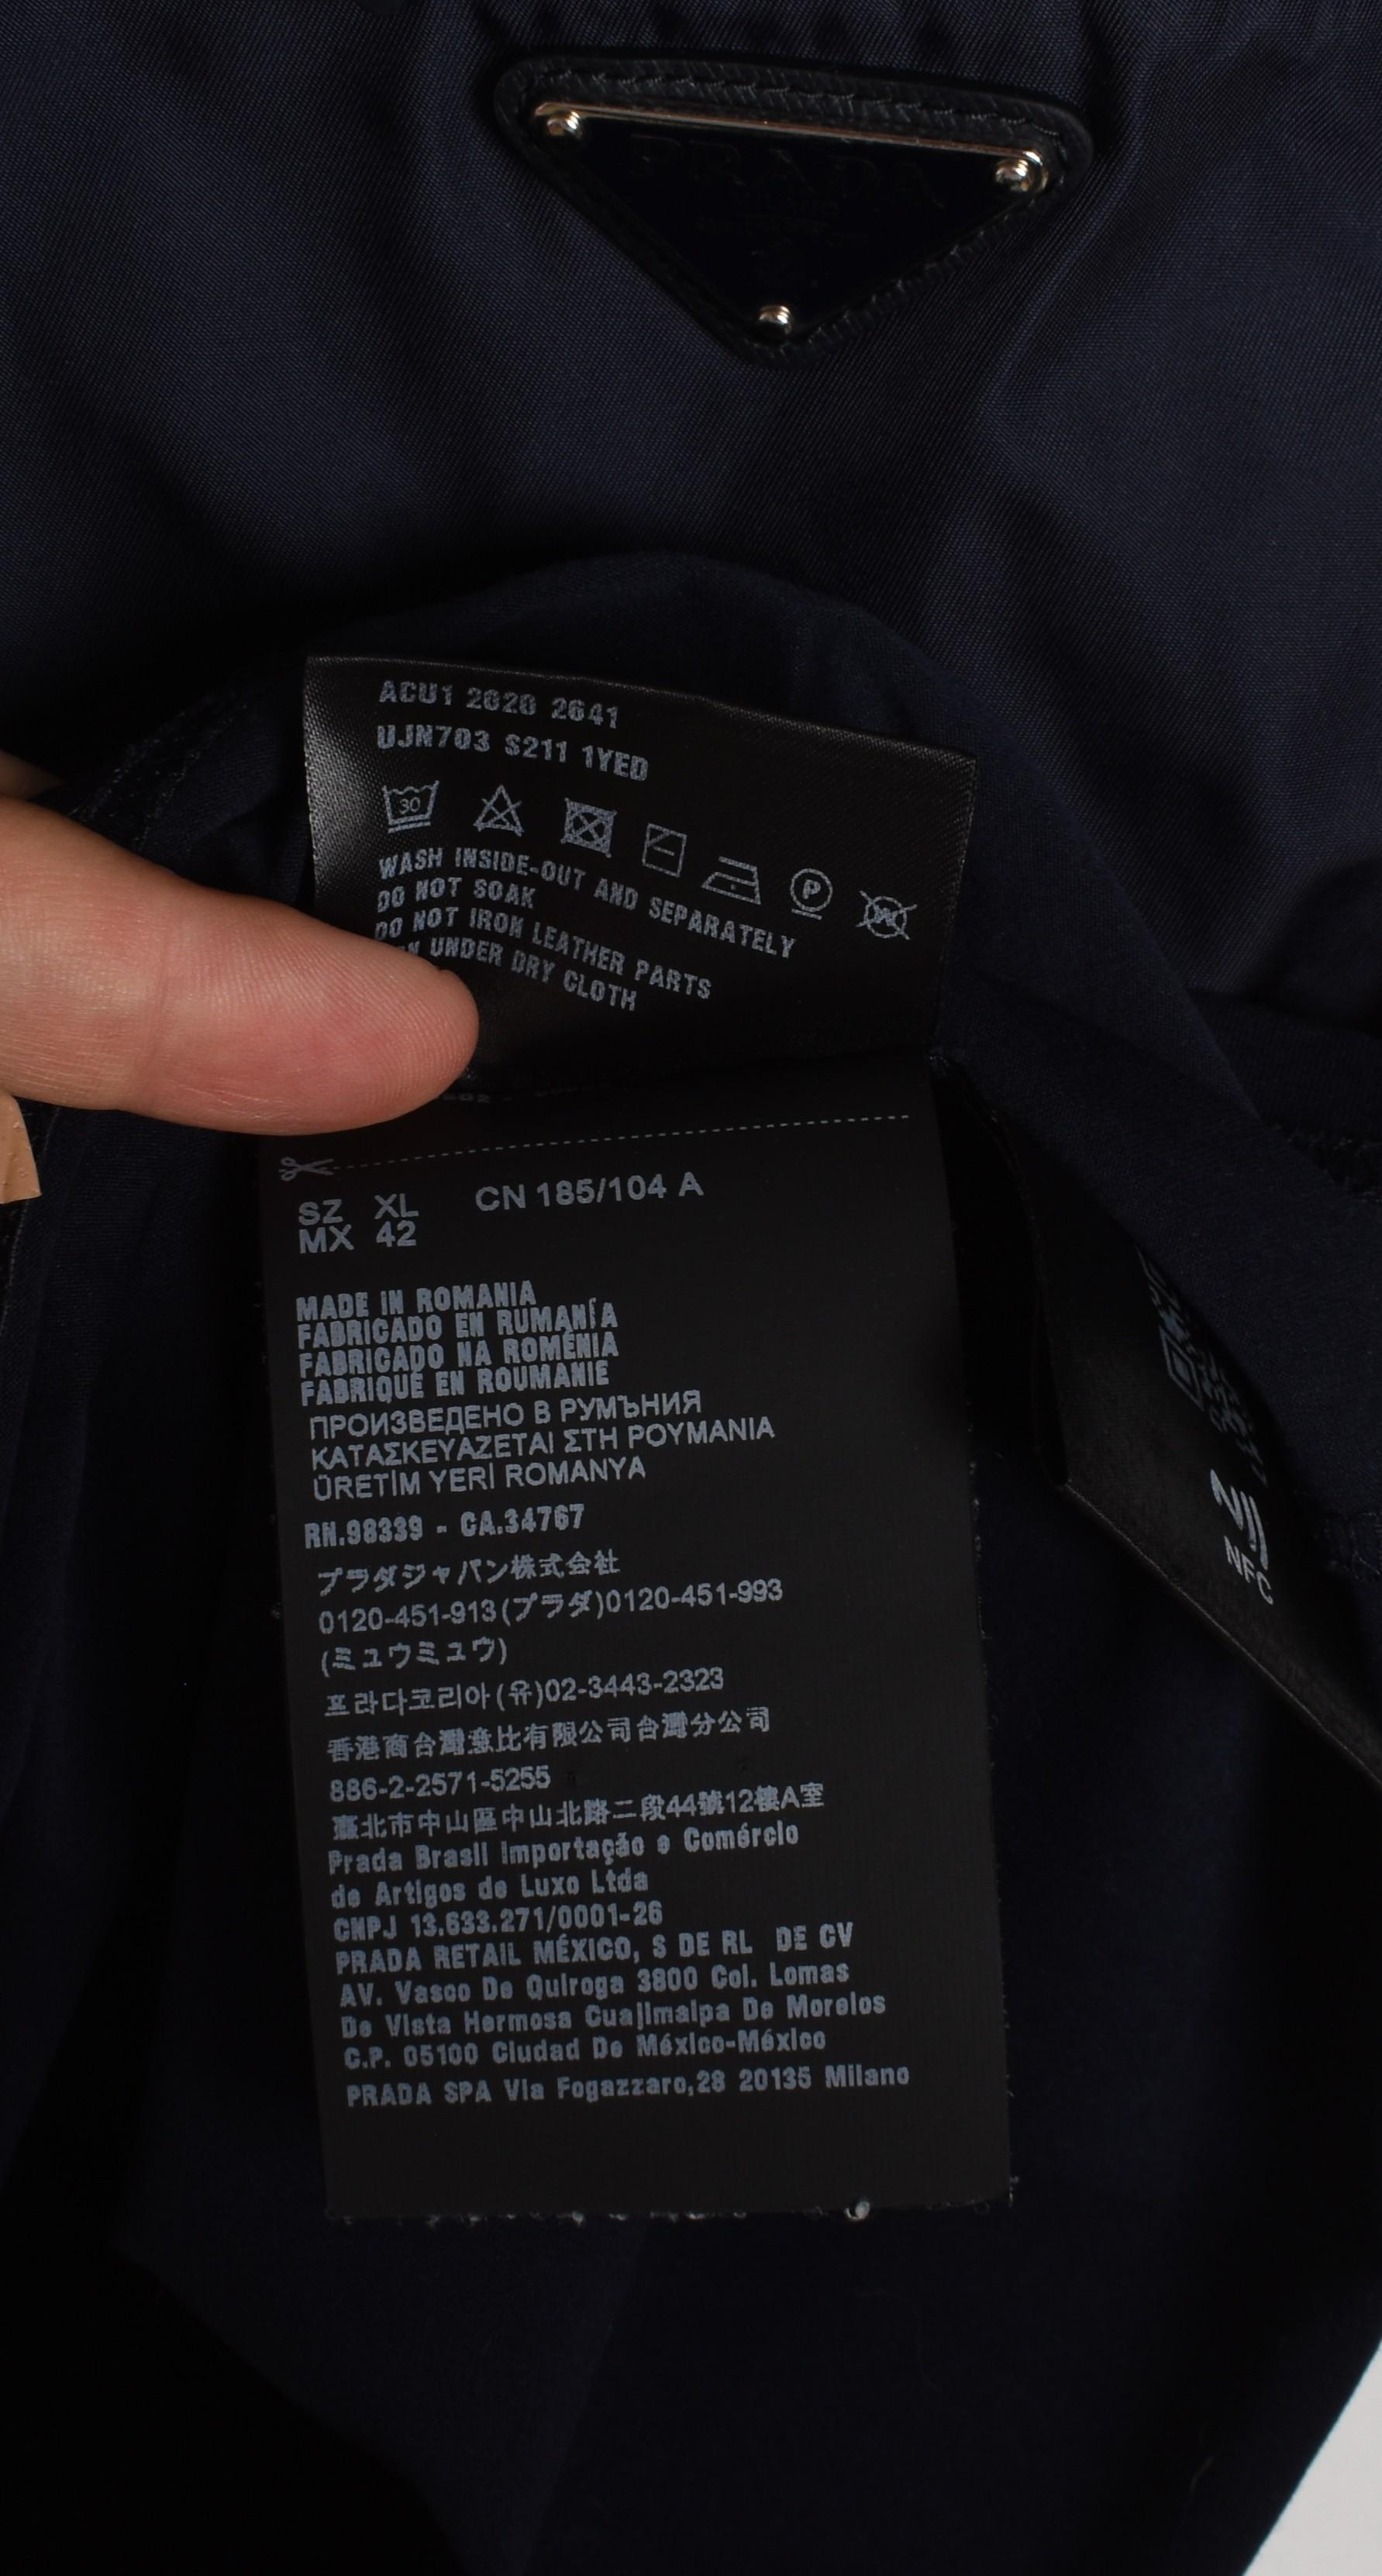 PRADA
ACU1 2020 2641
UJN703 S211 1YED
30
P
W
WASH INSIDE-OUT AND SEPARATELY
DO NOT SOAK
DO NOT IRON LEATHER PARTS
UNDER DRY CLOTH
SZ XL CN 185/104 A
MX 42
MADE IN ROMANIA
FABRICADO EN RUMANÍA
FABRICADO NA ROMÉNIA
FABRIQUÉ EN ROUMANIE
ПРОИЗВЕДЕНО В РУМЪНИЯ
ΚΑΤΑΣΚΕΥΑΖΕΤΑΙ ΣΤΗ ΡΟΥΜΑΝΙΑ
ÜRETİM YERİ ROMANYA
RN.98339 - CA.34767
プラダジャパン株式会社
0120-451-913(プラダ)0120-451-993
(ミュウミュウ)
프라다코리아(유)02-3443-2323
香港商台灣意比有限公司台灣分公司
886-2-2571-5255
臺北市中山區中山北路二段44號12樓A室
Prada Brasil Importação e Comércio
de Artigos de Luxo Ltda
CNPJ 13.633.271/0001-26
PRADA RETAIL MÉXICO, S DE RL DE CV
AV. Vasco De Quiroga 3800 Col. Lomas
De Vista Hermosa Cuajimalpa De Morelos
C.P. 05100 Ciudad De México-México
PRADA SPA Via Fogazzaro,28 20135 Milano
NFC